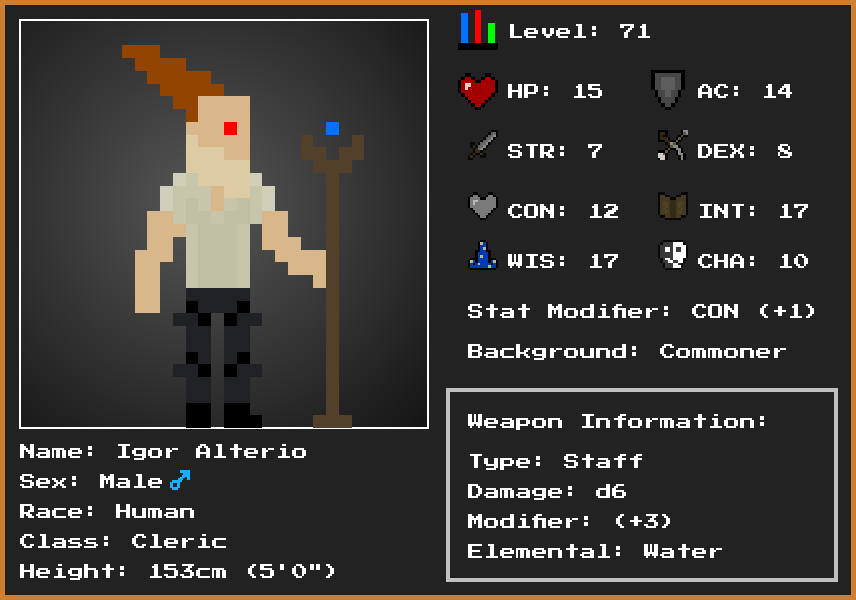 Level: 71
HP: 15 AC: 14
STR: 7 DEX: 8
CON: 12 INT: 17
WIS: 17 CHA: 10
Stat Modifier: CON (+1)
Background: Commoner
Weapon Information:
Type: Staff
Damage: d6
Modifier: (+3)
Elemental: Water
Name: Igor Alterio
Sex: Male♂
Race: Human
Class: Cleric
Height: 153cm (5'0")